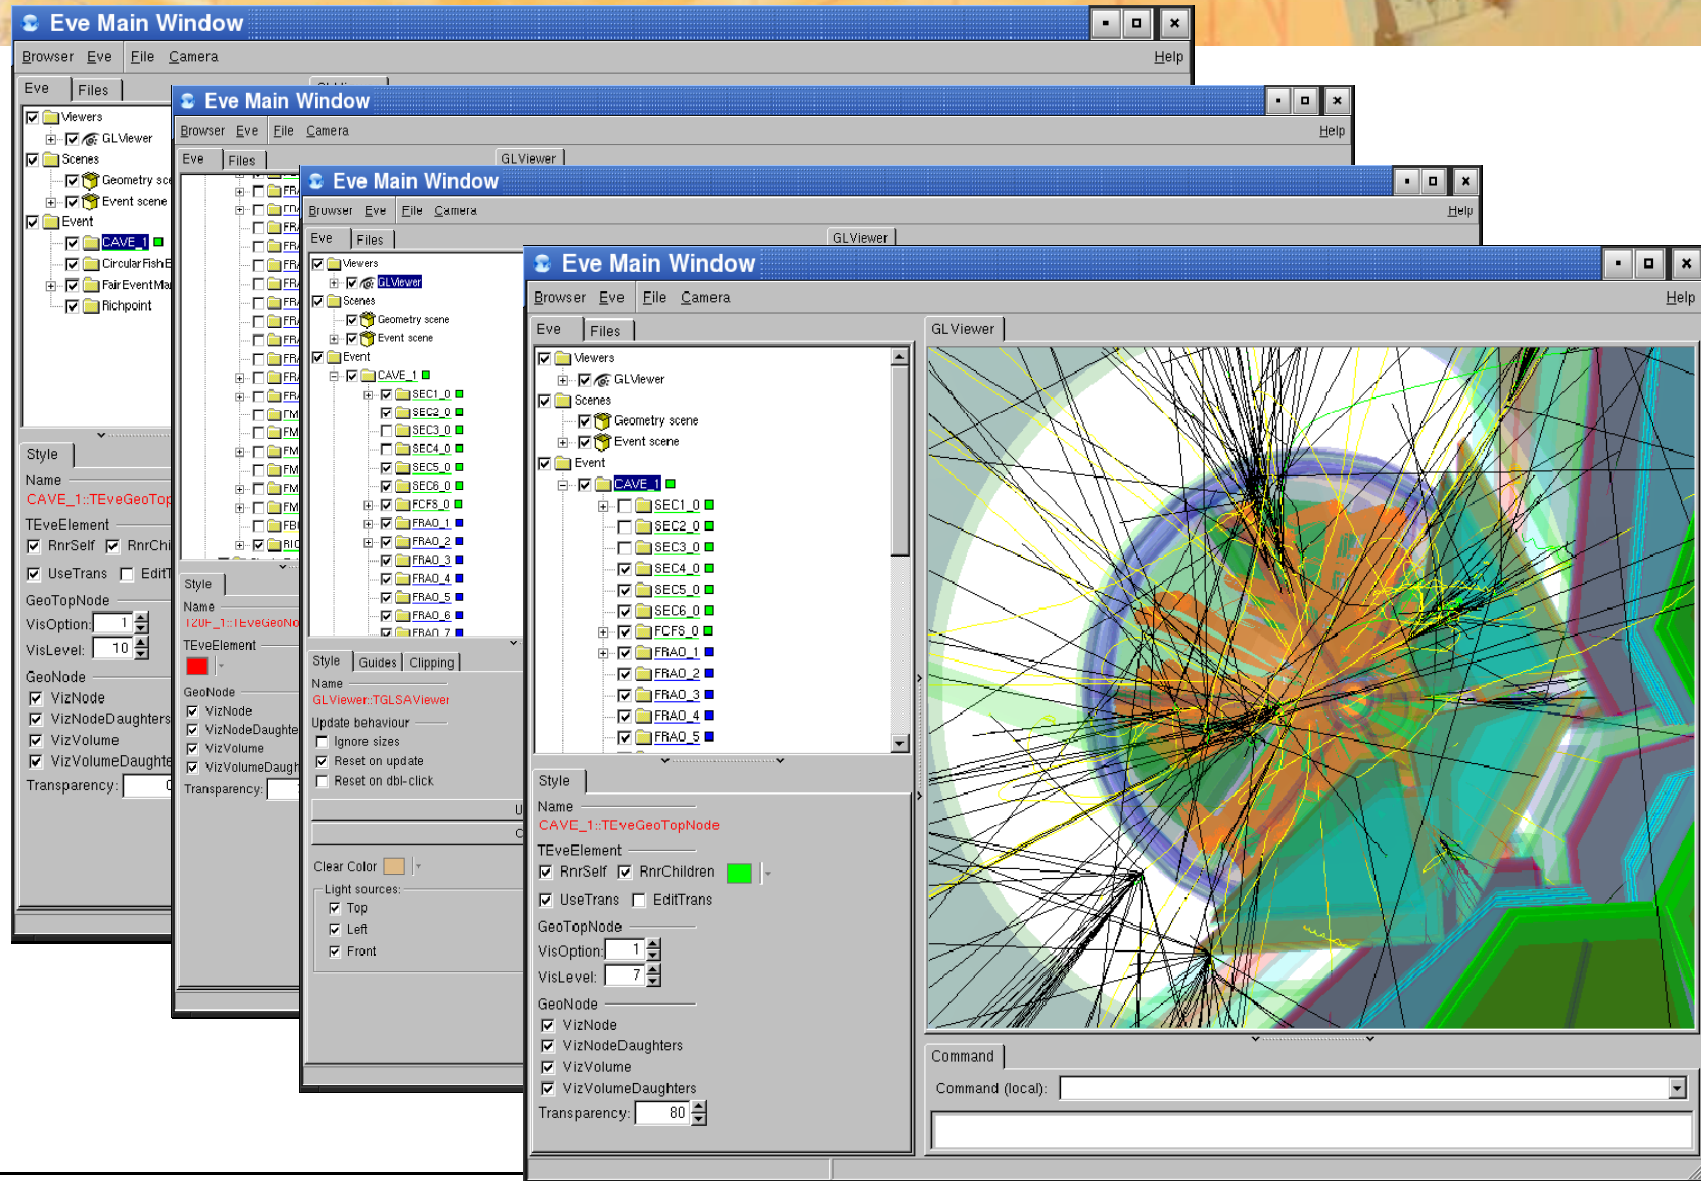 Eve Main Window
Browser Eve File Camera Help
Eve Files
Viewers
GLViewer
Scenes
Geometry
Event scene
Event
CAVE_1
Richpoint
Style
Name
TEveElement
RnrSelf
UseTrans
GeoTopNode
VisOption: 1
VisLevel: 10
GeoNode
VizNode
VizNodeDaughters
VizVolume
Transparency:
Eve Main Window
Browser Eve File Camera Help
Eve Files GLViewer
Style
Name
TEveElement
GeoNode
VizNode
VizVolume
Transparency:
Eve Main Window
Browser Eve File Camera Help
Eve Files GLViewer
Viewers
GLViewer
Scenes
Geometry scene
Event scene
Event
CAVE_1
SEC1_0
SEC2_0
SEC3_0
SEC4_0
SEC5_0
SEC6_0
FCFS_0
FRAO_1
FRAO_2
FRAO_3
FRAO_4
FRAO_5
FRAO_6
FRAO_7
Style Guides Clipping
Name
GLViewer::TGLSAViewer
Update behaviour
Ignore sizes
Reset on update
Reset on dbl-click
Clear Color
Light sources:
Top
Left
Front
Eve Main Window
Browser Eve File Camera Help
Eve Files GLViewer
Viewers
GLViewer
Scenes
Geometry scene
Event scene
Event
CAVE_1
SEC1_0
SEC2_0
SEC3_0
SEC4_0
SEC5_0
SEC6_0
FCFS_0
FRAO_1
FRAO_2
FRAO_3
FRAO_4
FRAO_5
Style
Name
CAVE_1::TEveGeoTopNode
TEveElement
RnrSelf RnrChildren
UseTrans EditTrans
GeoTopNode
VisOption: 1
VisLevel: 7
GeoNode
VizNode
VizNodeDaughters
VizVolume
VizVolumeDaughters
Transparency: 80
Command
Command (local):